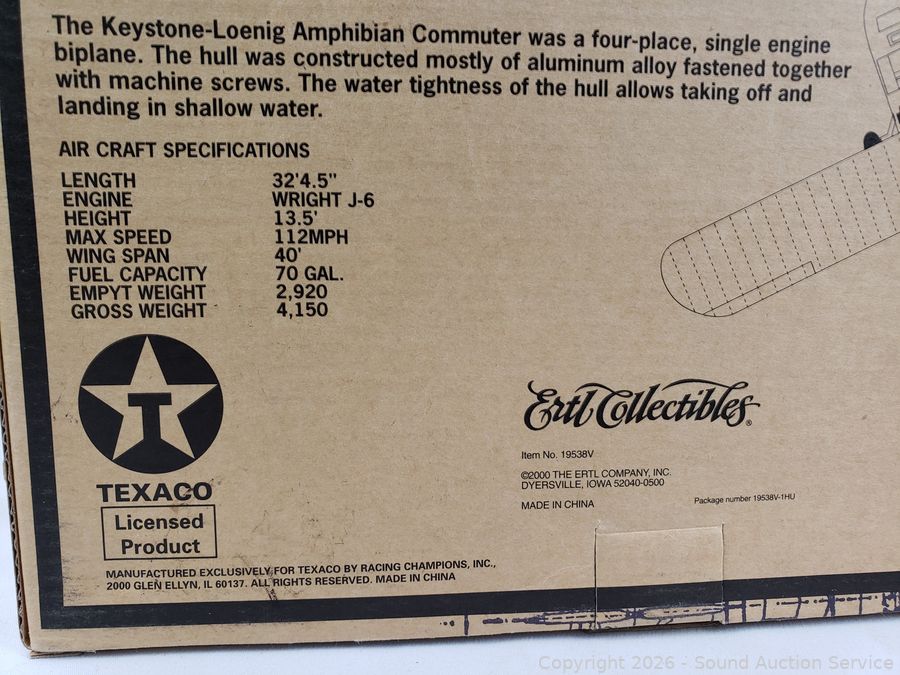 The Keystone-Loenig Amphibian Commuter was a four-place, single engine
biplane. The hull was constructed mostly of aluminum alloy fastened together
with machine screws. The water tightness of the hull allows taking off and
landing in shallow water.
AIR CRAFT SPECIFICATIONS
LENGTH 32'4.5"
ENGINE WRIGHT J-6
HEIGHT 13.5'
MAX SPEED 112MPH
WING SPAN 40'
FUEL CAPACITY 70 GAL.
EMPYT WEIGHT 2,920
GROSS WEIGHT 4,150
T
TEXACO
Licensed
Product
MANUFACTURED EXCLUSIVELY FOR TEXACO BY RACING CHAMPIONS, INC.,
2000 GLEN ELLYN, IL 60137. ALL RIGHTS RESERVED. MADE IN CHINA
Ertl Collectibles®
Item No. 19538V
©2000 THE ERTL COMPANY, INC.
DYERSVILLE, IOWA 52040-0500
MADE IN CHINA
Package number 19538V-1HU
Copyright 2026 - Sound Auction Service